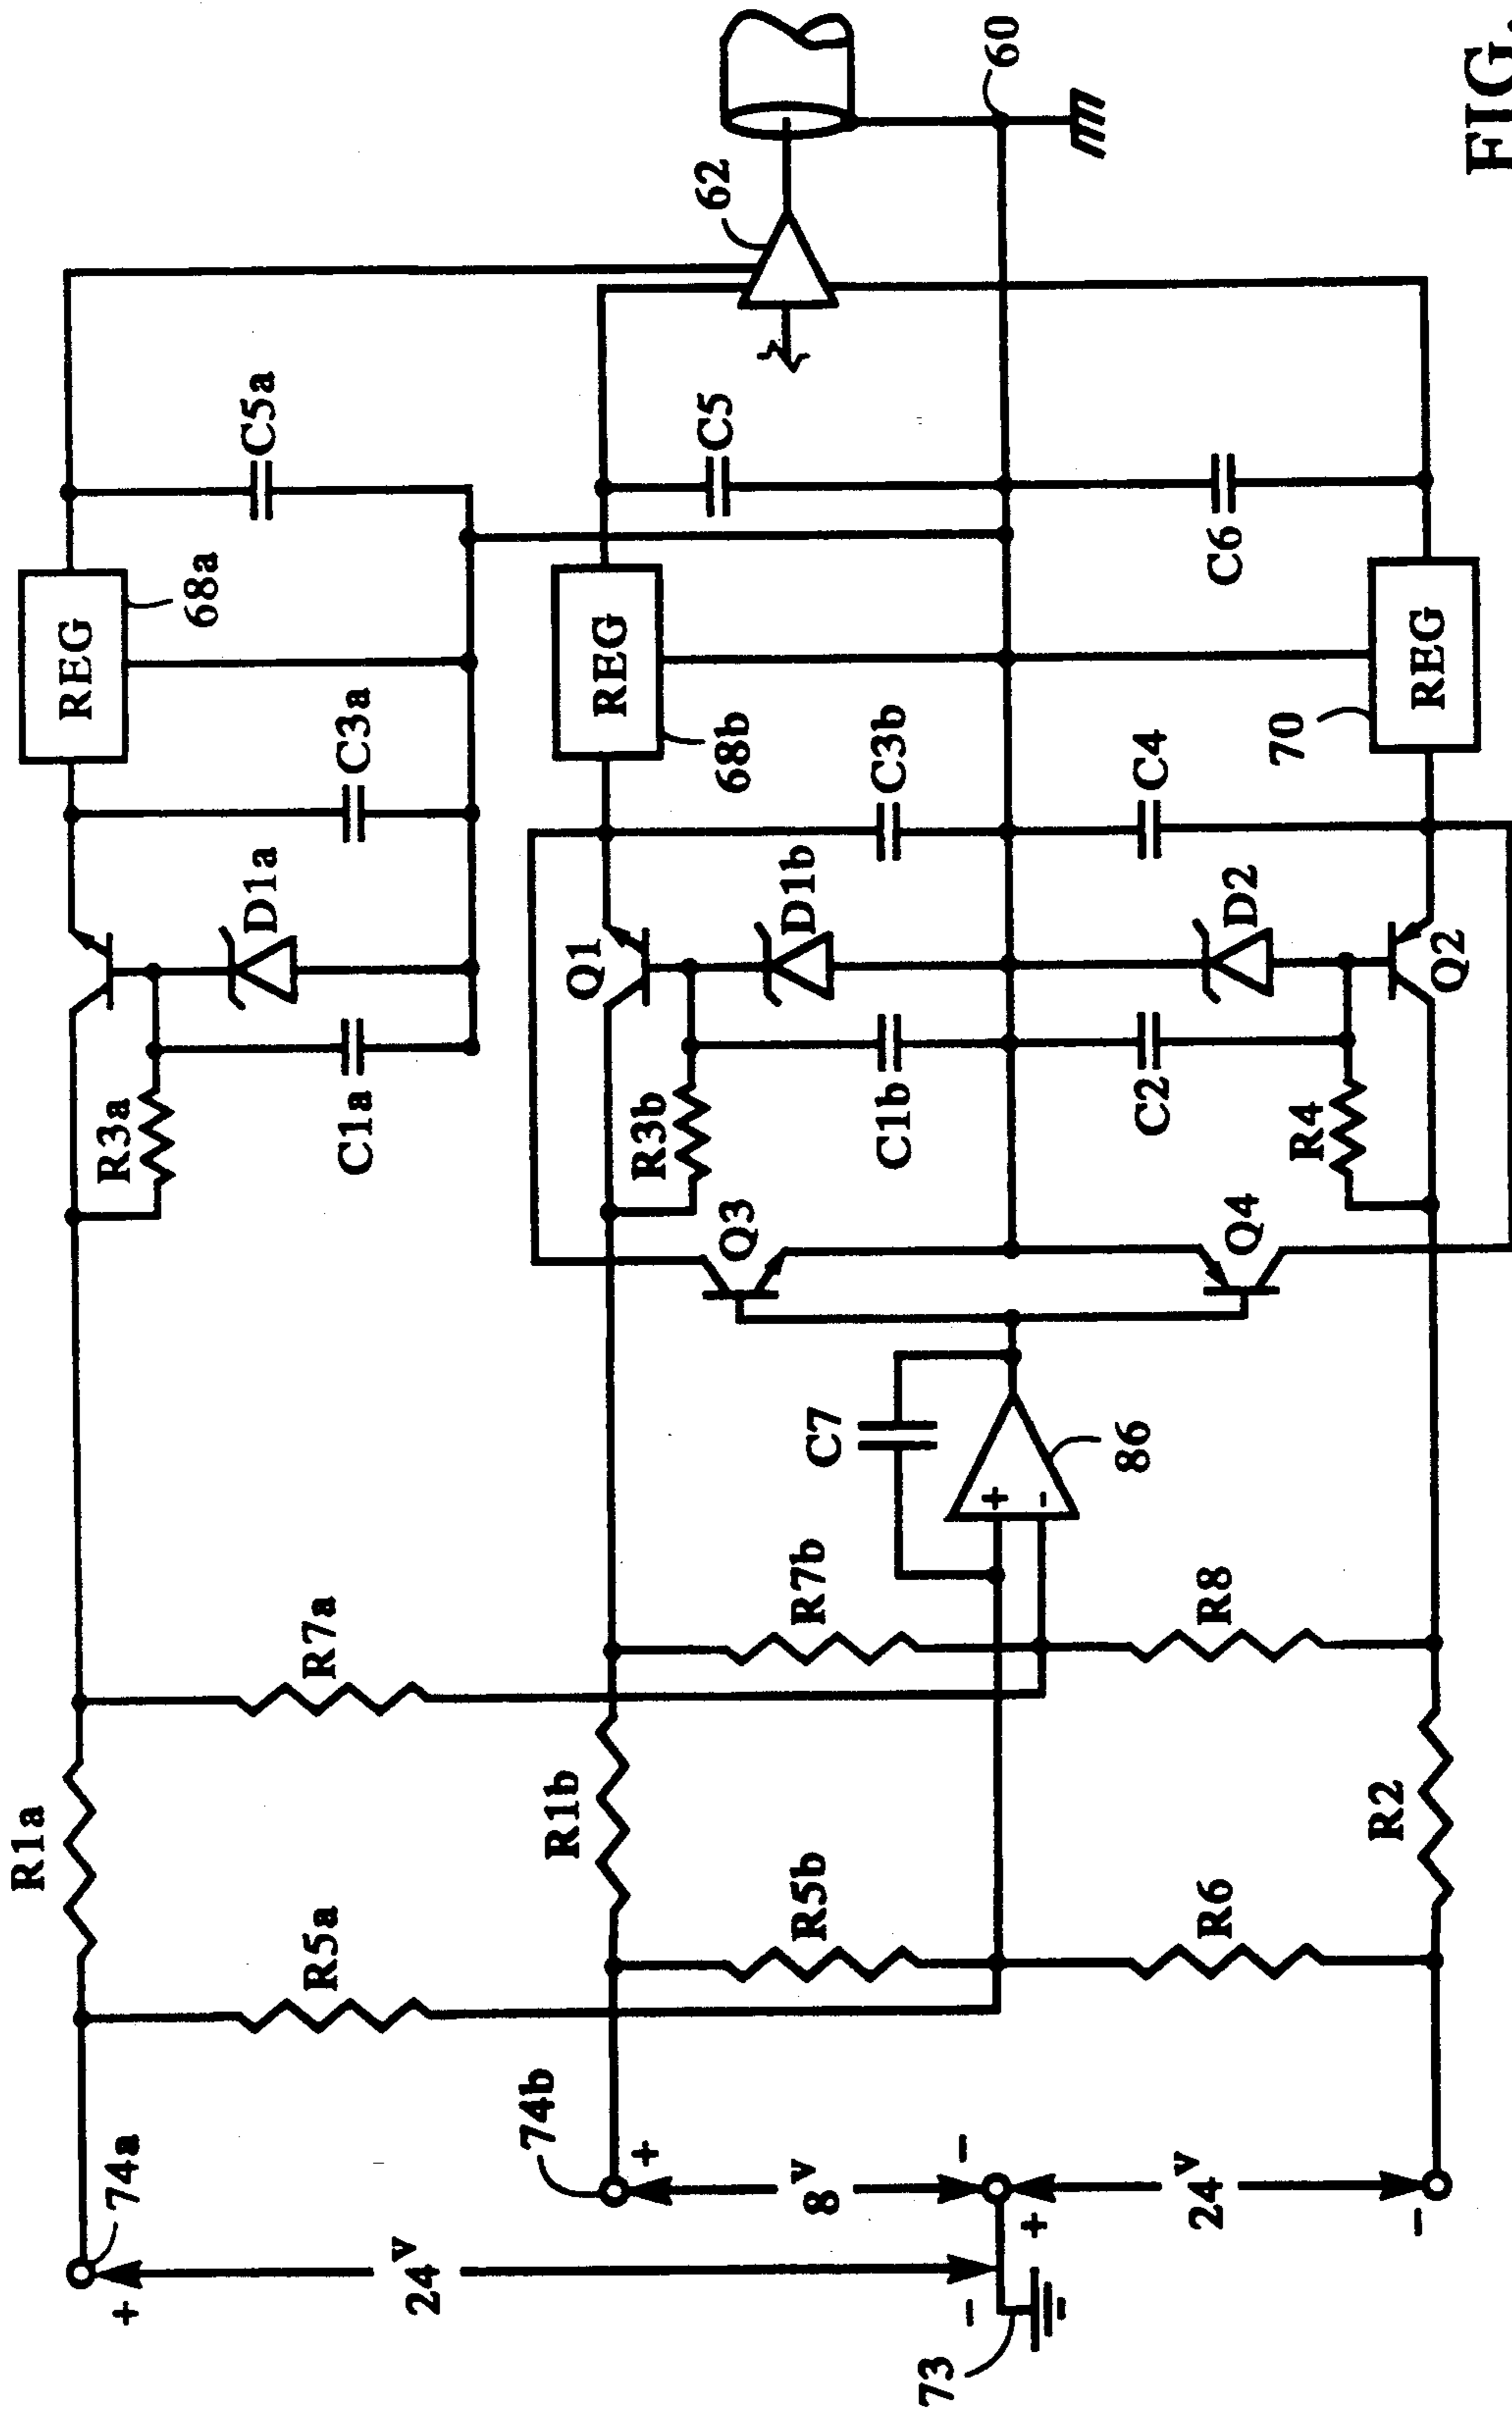 R1a
R3a
REG
68a
74a
+
24v
-
R5a
R7a
C1a
D1a
C3a
C5a
74b
+
8v
-
R1b
R5b
R7b
C7
Q3
R3b
Q1
C1b
D1b
C3b
REG
68b
C5
62
73
+
24v
-
+
-
86
60
R6
R8
R2
Q4
R4
C2
D2
Q2
C4
REG
70
C6
FIG.